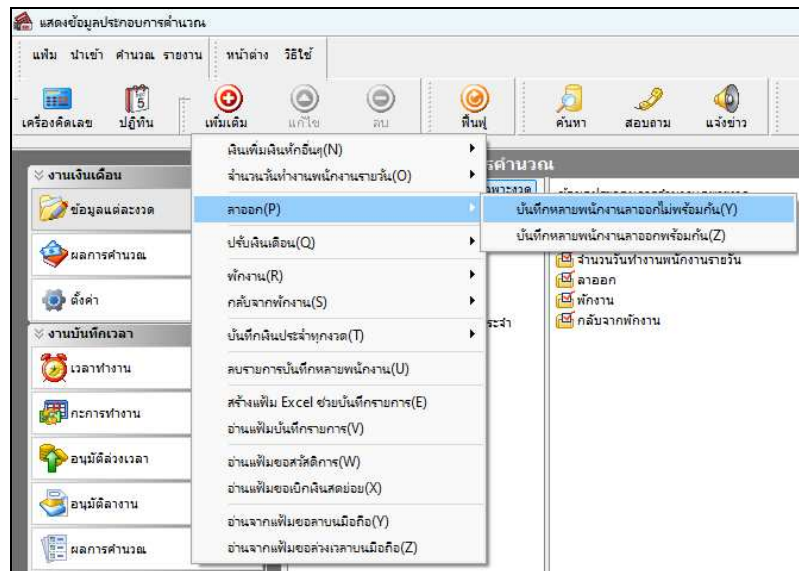 แสดงข้อมูลประกอบการคำนวณ
แฟ้ม นำเข้า คำนวณ รายงาน หน้าต่าง วิธีใช้
5
เครื่องคิดเลข ปฏิทิน เพิ่มเติม แก้ไข ลบ ฟื้นฟู ค้นหา สอบถาม แจ้งข่าว
งานเงินเดือน
ข้อมูลแต่ละงวด
ผลการคำนวณ
ตั้งค่า
งานบันทึกเวลา
เวลาทำงาน
กะการทำงาน
อนุมัติล่วงเวลา
อนุมัติลางาน
ผลการคำนวณ
เงินเพิ่มเงินหักอื่นๆ(N)
จำนวนวันทำงานพนักงานรายวัน(O)
ลาออก(P)
ปรับเงินเดือน(Q)
พักงาน(R)
กลับจากพักงาน(S)
บันทึกเงินประจำทุกงวด(T)
ลบรายการบันทึกหลายพนักงาน(U)
สร้างแฟ้ม Excel ช่วยบันทึกรายการ(E)
อ่านแฟ้มบันทึกรายการ(V)
อ่านแฟ้มขอสวัสดิการ(W)
อ่านแฟ้มขอเบิกเงินสดย่อย(X)
อ่านจากแฟ้มขอลาบนมือถือ(Y)
อ่านจากแฟ้มขอล่วงเวลาบนมือถือ(Z)
บันทึกหลายพนักงานลาออกไม่พร้อมกัน(Y)
บันทึกหลายพนักงานลาออกพร้อมกัน(Z)
จำนวนวันทำงานพนักงานรายวัน
ลาออก
พักงาน
กลับจากพักงาน